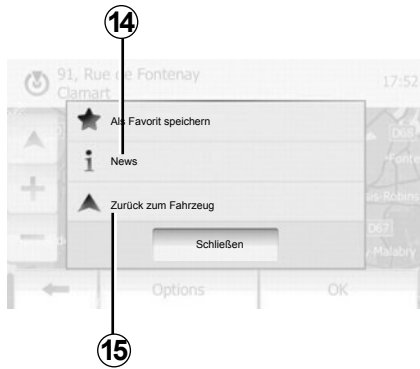 14
91, Rue de Fontenay
Clamart
17:52
Als Favorit speichern
News
Zurück zum Fahrzeug
Schließen
D67
Options
OK
15